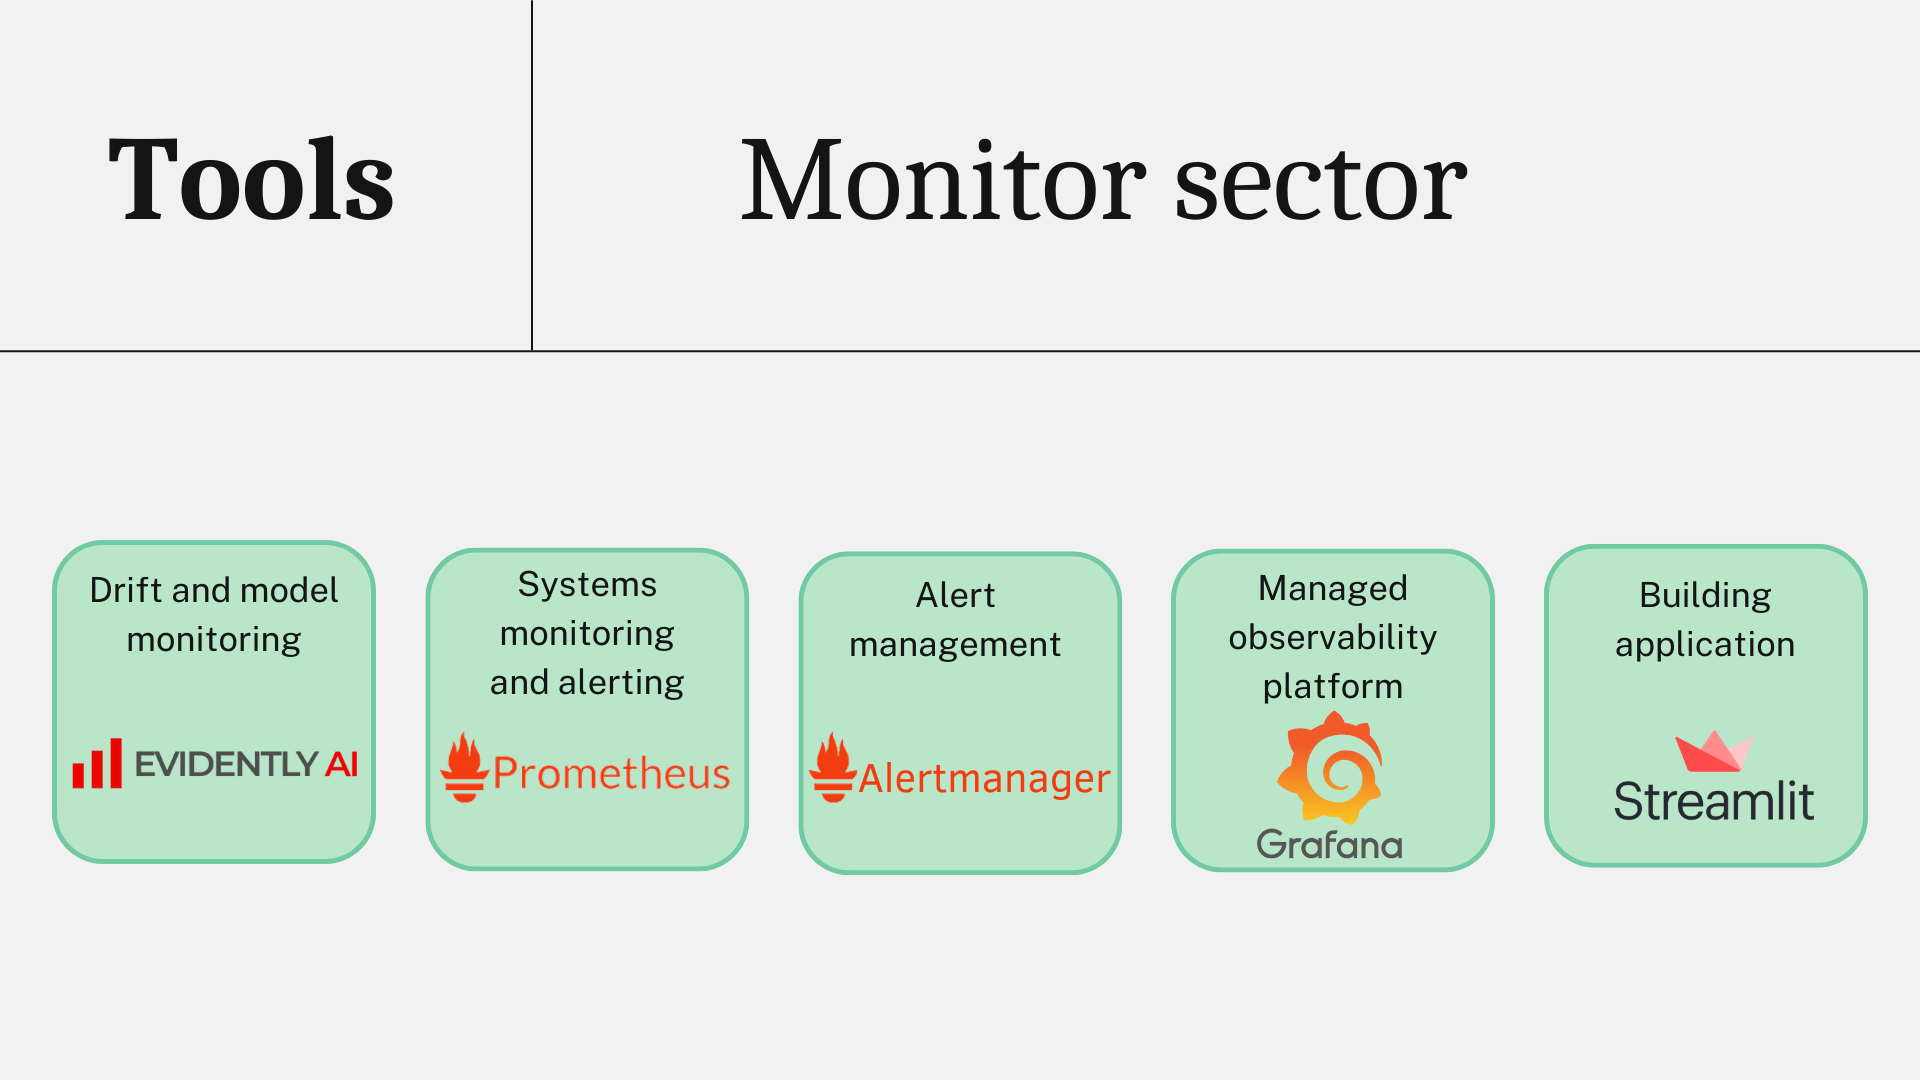 Tools
Monitor sector
Drift and model
monitoring
EVIDENTLY AI
Systems
monitoring
and alerting
Prometheus
Alert
management
Alertmanager
Managed
observability
platform
Grafana
Building
application
Streamlit